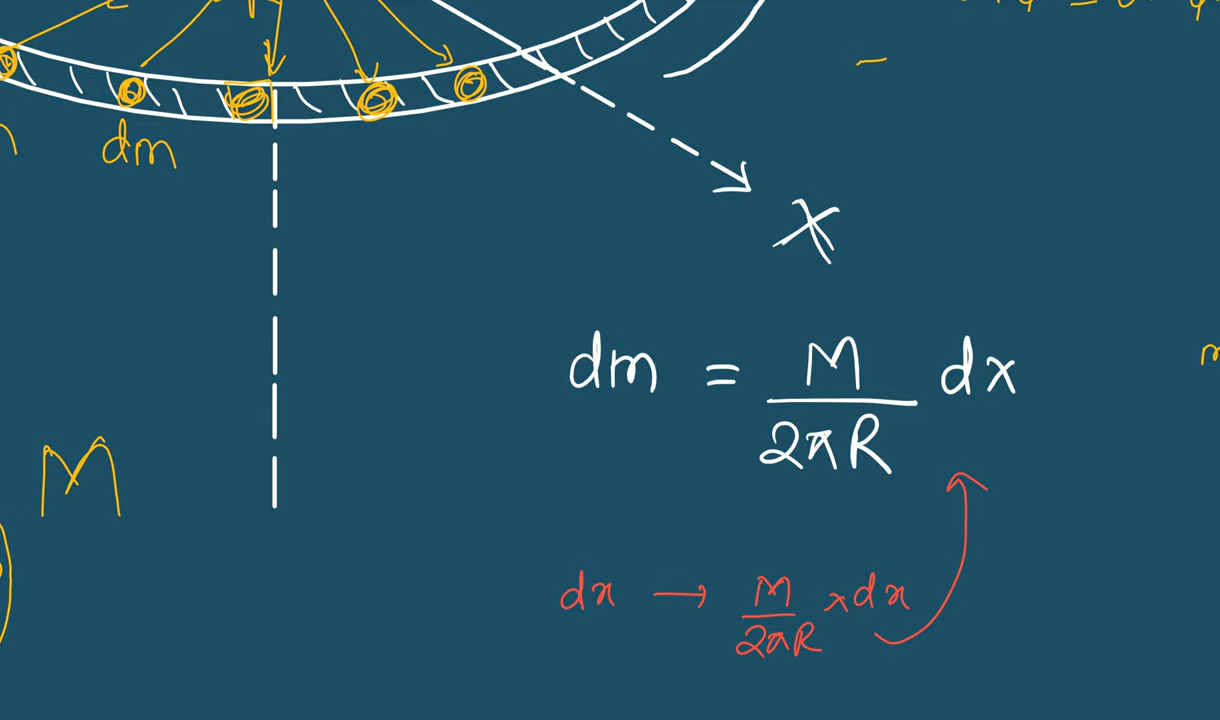 dm
X
dm = M / 2πR dx
M
dx → M / 2πR × dx